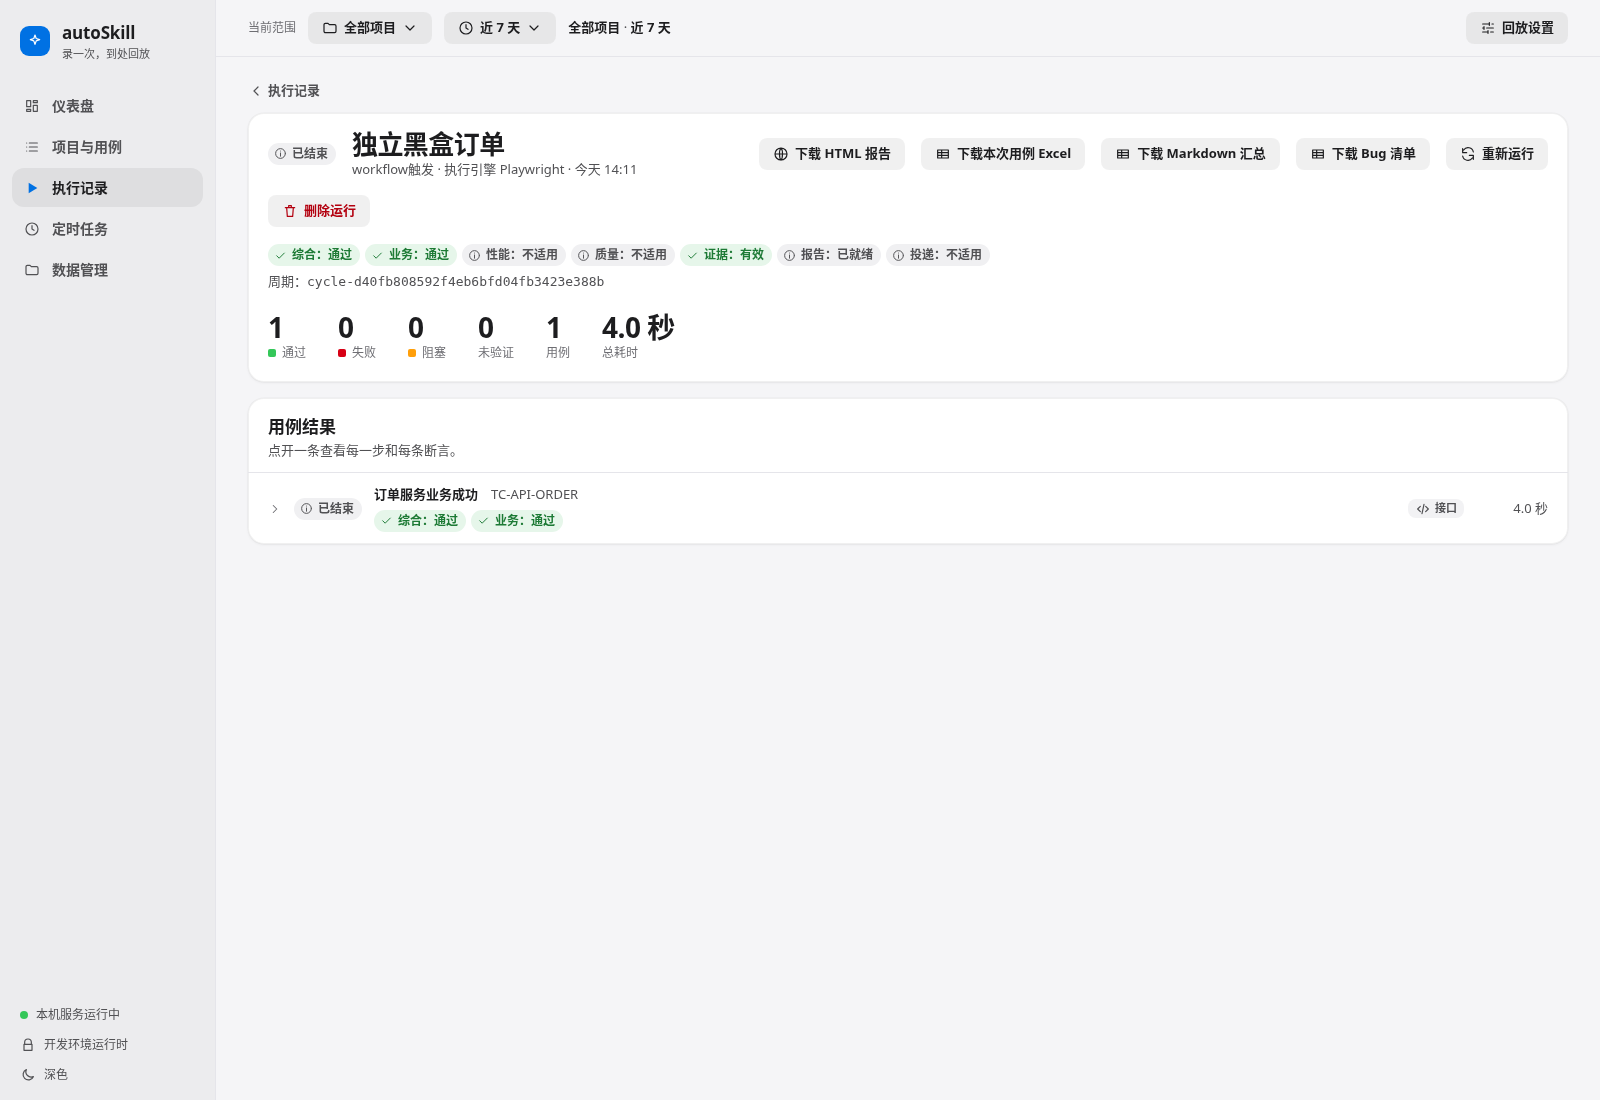 autoSkill
录一次，到处回放
仪表盘
项目与用例
执行记录
定时任务
数据管理
本机服务运行中
开发环境运行时
深色
当前范围 全部项目 近 7 天 全部项目 · 近 7 天 回放设置
执行记录
已结束 独立黑盒订单
workflow触发 · 执行引擎 Playwright · 今天 14:11
下载 HTML 报告 下载本次用例 Excel 下载 Markdown 汇总 下载 Bug 清单 重新运行
删除运行
综合：通过 业务：通过 性能：不适用 质量：不适用 证据：有效 报告：已就绪 投递：不适用
周期：cycle-d40fb808592f4eb6bfd04fb3423e388b
1 0 0 0 1 4.0 秒
通过 失败 阻塞 未验证 用例 总耗时
用例结果
点开一条查看每一步和每条断言。
已结束 订单服务业务成功 TC-API-ORDER 接口 4.0 秒
综合：通过 业务：通过